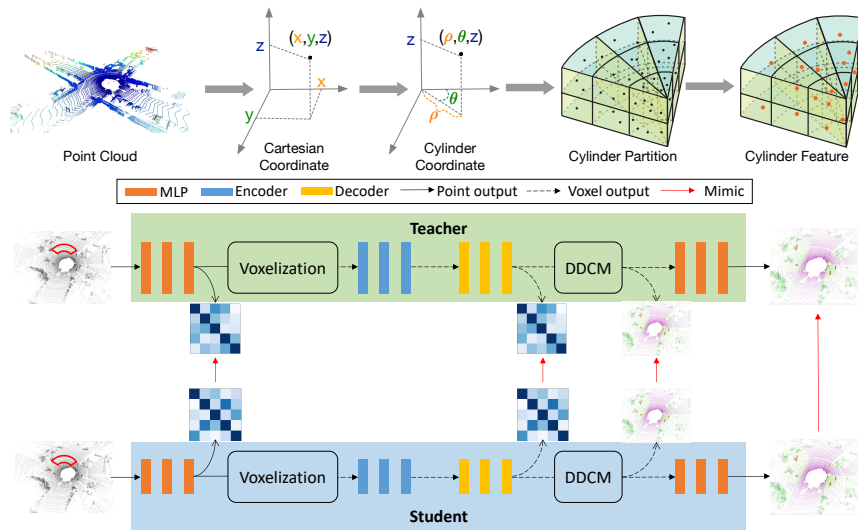 (x,y,z)
z
x
y
(ρ,θ,z)
z
θ
ρ
Point Cloud
Cartesian
Coordinate
Cylinder
Coordinate
Cylinder Partition
Cylinder Feature
MLP
Encoder
Decoder
Point output
Voxel output
Mimic
Teacher
Voxelization
DDCM
Voxelization
DDCM
Student